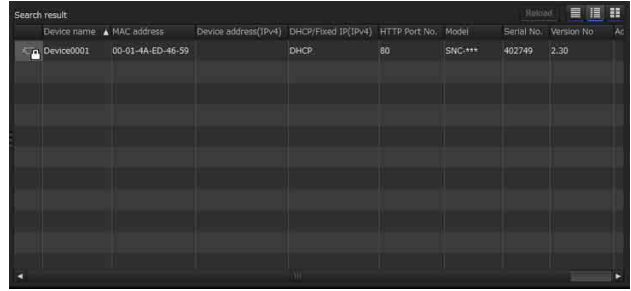 Search result
Reload
Device name ▲ MAC address Device address(IPv4) DHCP/Fixed IP(IPv4) HTTP Port No. Model Serial No. Version No Ac
Device0001 00-01-4A-ED-46-59 DHCP 80 SNC-*** 402749 2.30